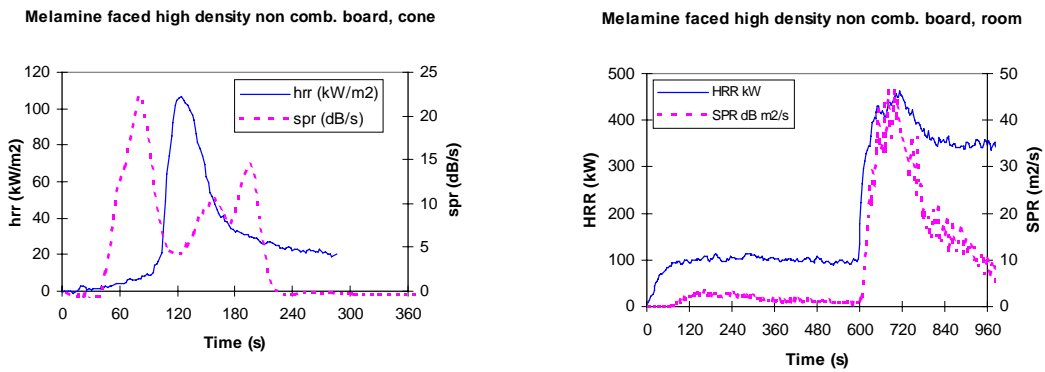 Melamine faced high density non comb. board, cone
120
100
80
60
40
20
0
hrr (kW/m2)
hrr (kW/m2)
spr (dB/s)
25
20
15
10
5
0
spr (dB/s)
0 60 120 180 240 300 360
Time (s)
Melamine faced high density non comb. board, room
500
400
300
200
100
0
HRR (kW)
HRR kW
SPR dB m2/s
50
40
30
20
10
0
SPR (m2/s)
0 120 240 360 480 600 720 840 960
Time (s)